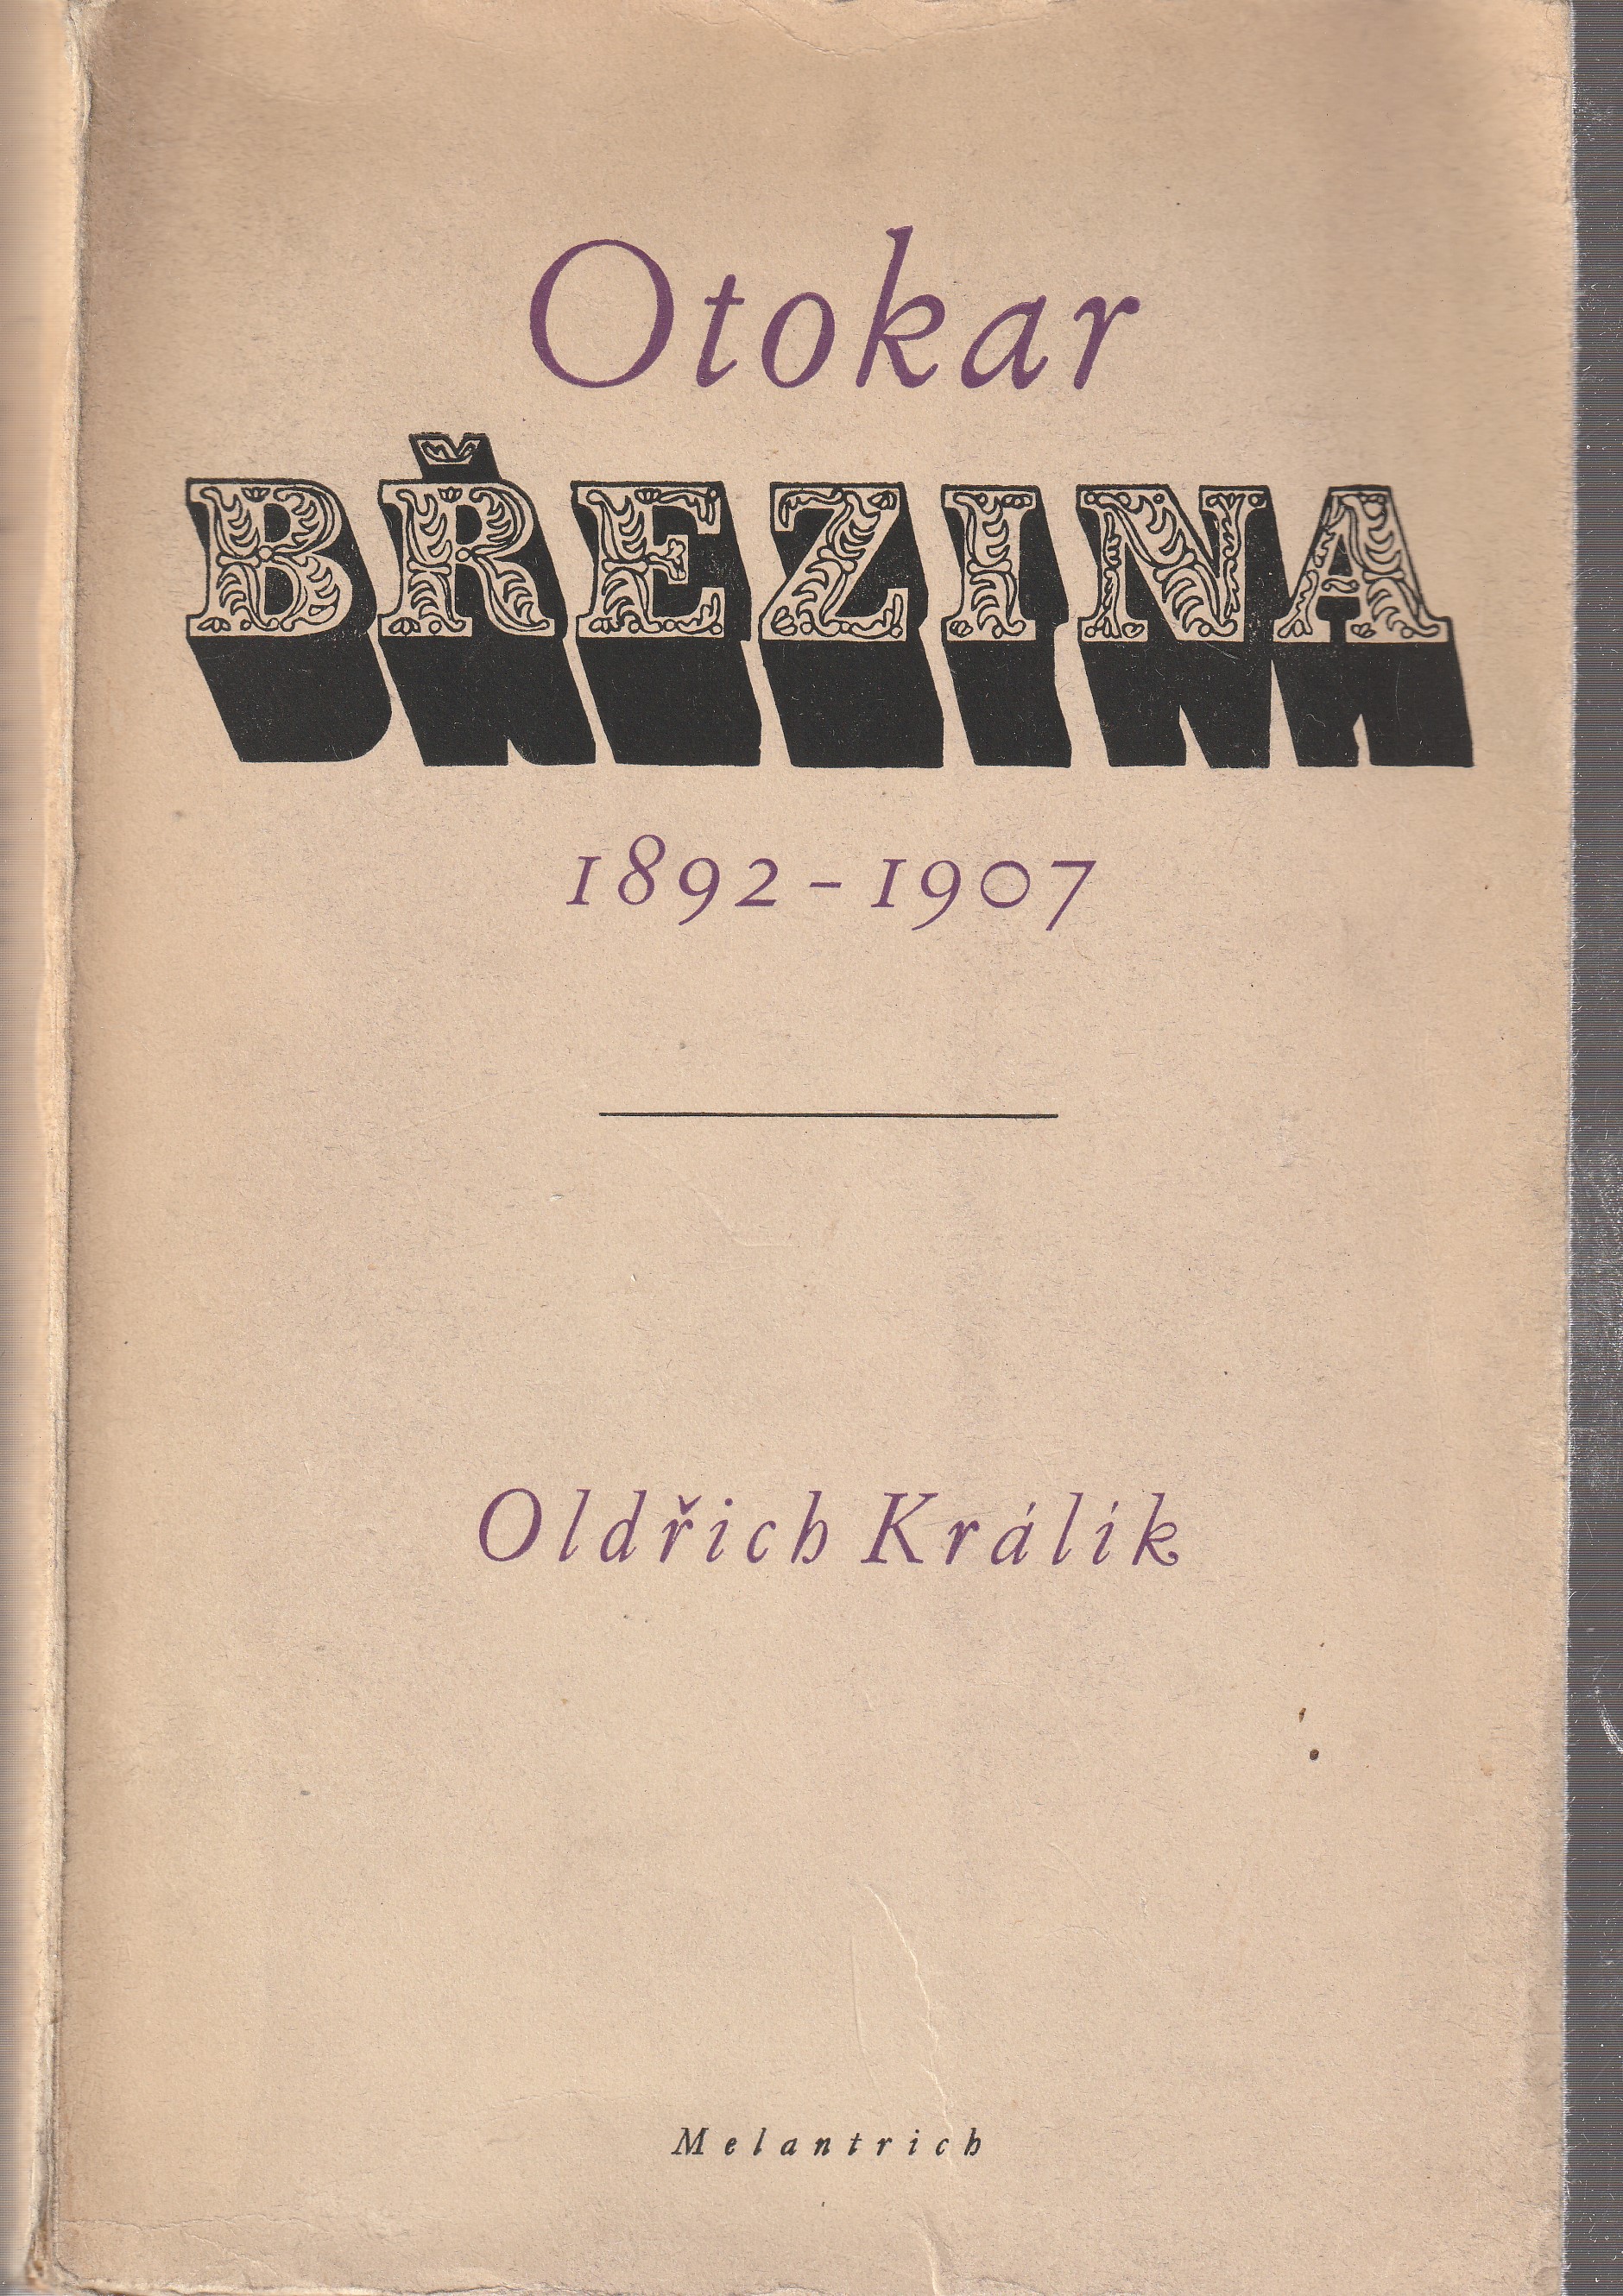 Otokar
BŘEZINA
1892-1907
Oldřich Králík
Melantrich